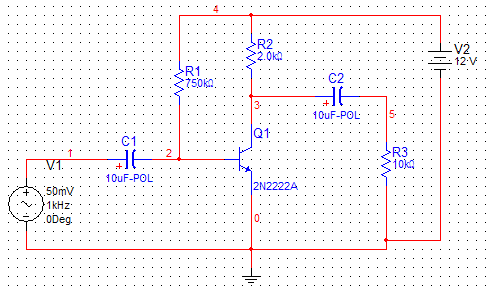 4
R2
2.0kΩ
V2
12 V
R1
750kΩ
C2
3
+
10uF-POL
5
Q1
C1
1
2
V1
+
10uF-POL
R3
10kΩ
2N2222A
50mV
1kHz
0Deg
0